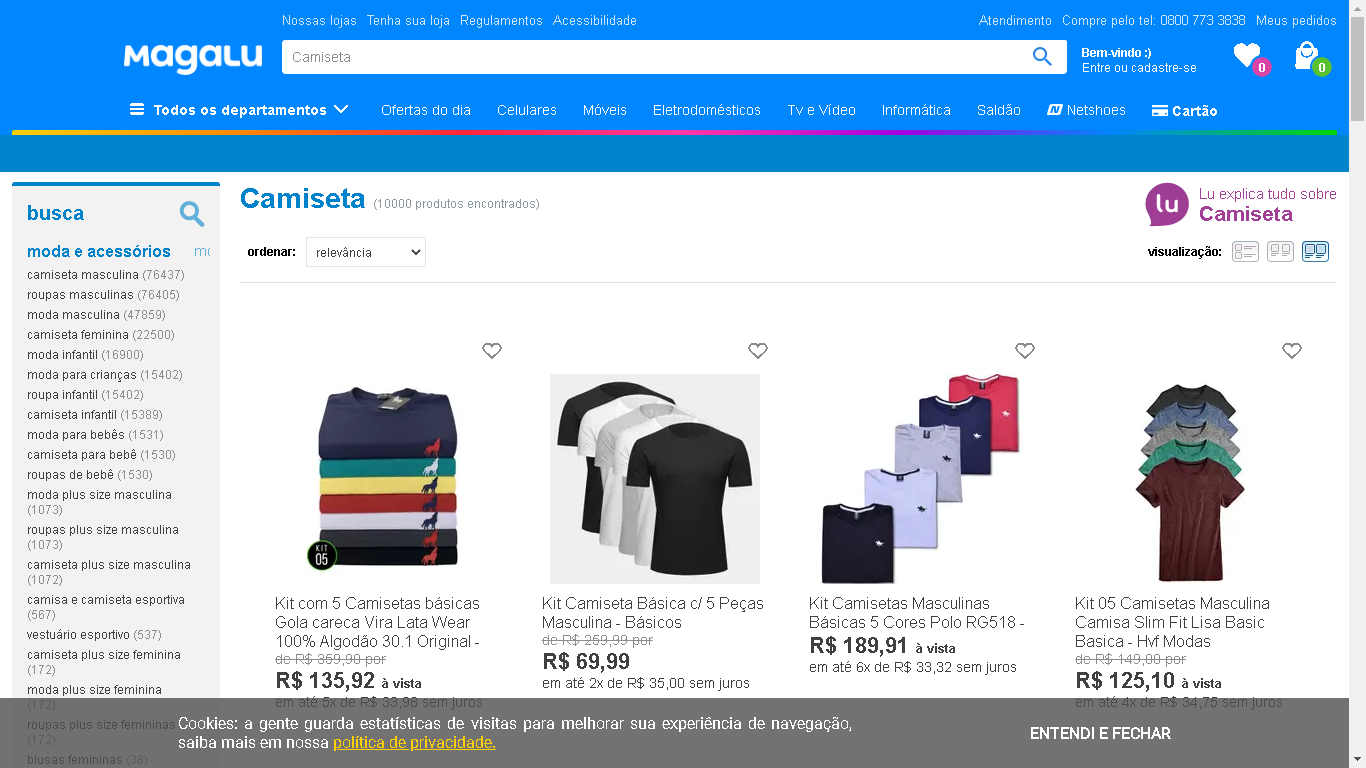 Nossas lojas Tenha sua loja Regulamentos Acessibilidade
Atendimento Compre pelo tel: 0800 773 3838 Meus pedidos
Magalu
Camiseta
Bem-vindo :)
Entre ou cadastre-se
0
0
Todos os departamentos
Ofertas do dia Celulares Móveis Eletrodomésticos Tv e Vídeo Informática Saldão Netshoes Cartão
busca
moda e acessórios
camiseta masculina (76437)
roupas masculinas (76405)
moda masculina (47859)
camiseta feminina (22500)
moda infantil (16900)
moda para crianças (15402)
roupa infantil (15402)
camiseta infantil (15389)
moda para bebês (1531)
camiseta para bebê (1530)
roupas de bebê (1530)
moda plus size masculina
(1073)
roupas plus size masculina
(1073)
camiseta plus size masculina
(1072)
camisa e camiseta esportiva
(567)
vestuário esportivo (537)
camiseta plus size feminina
(172)
moda plus size feminina
(172)
roupas plus size femininas
(172)
blusas femininas (38)
Camiseta (10000 produtos encontrados)
lu
Lu explica tudo sobre
Camiseta
ordenar: relevância
visualização:
KIT
05
Kit com 5 Camisetas básicas
Gola careca Vira Lata Wear
100% Algodão 30.1 Original -
de R$ 359,90 por
R$ 135,92 à vista
em até 5x de R$ 33,98 sem juros
Kit Camiseta Básica c/ 5 Peças
Masculina - Básicos
de R$ 259,99 por
R$ 69,99
em até 2x de R$ 35,00 sem juros
Kit Camisetas Masculinas
Básicas 5 Cores Polo RG518 -
R$ 189,91 à vista
em até 6x de R$ 33,32 sem juros
Kit 05 Camisetas Masculina
Camisa Slim Fit Lisa Basic
Basica - Hvf Modas
de R$ 149,00 por
R$ 125,10 à vista
em até 4x de R$ 34,75 sem juros
Cookies: a gente guarda estatísticas de visitas para melhorar sua experiência de navegação,
saiba mais em nossa política de privacidade.
ENTENDI E FECHAR